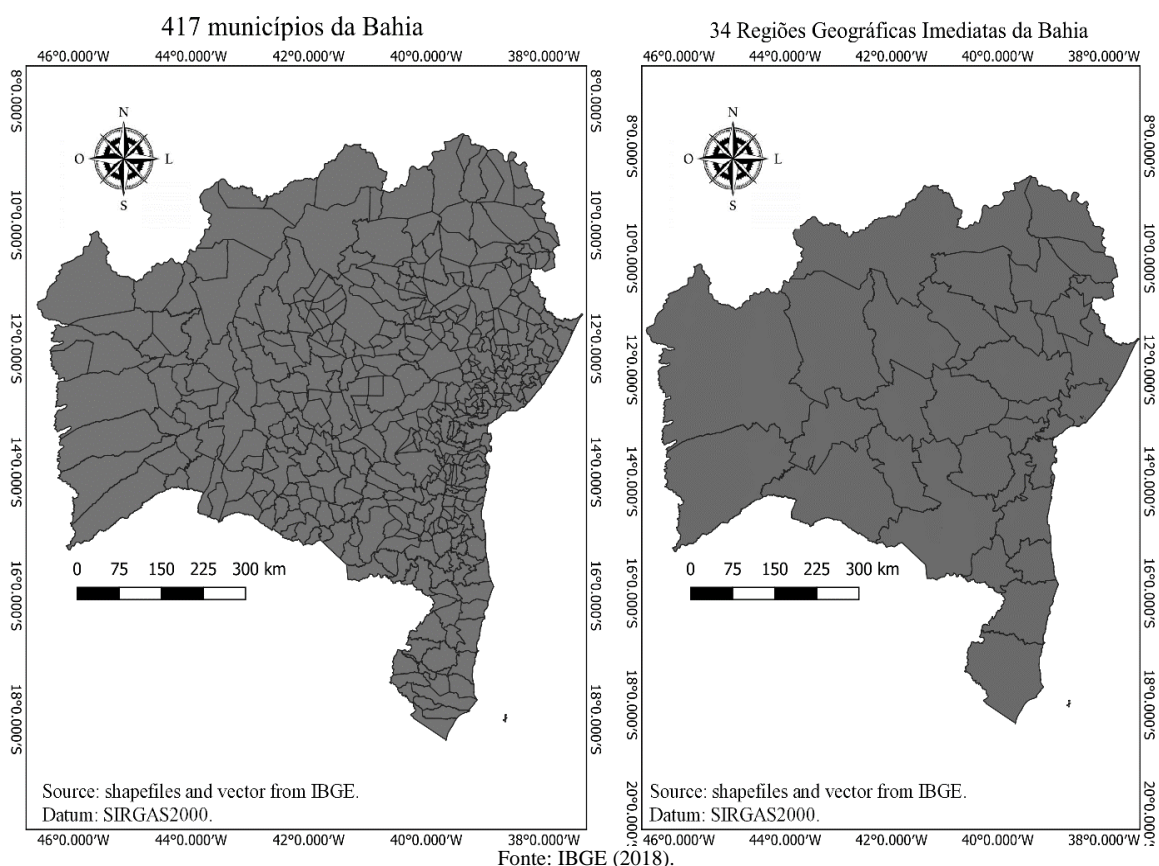 417 municípios da Bahia
46°0.000'W 44°0.000'W 42°0.000'W 40°0.000'W 38°0.000'W
8°0.000'S 8°0.000'S
10°0.000'S 10°0.000'S
12°0.000'S 12°0.000'S
14°0.000'S 14°0.000'S
16°0.000'S 16°0.000'S
18°0.000'S 18°0.000'S
N
O L
S
0 75 150 225 300 km
Source: shapefiles and vector from IBGE.
Datum: SIRGAS2000.
46°0.000'W 44°0.000'W 42°0.000'W 40°0.000'W 38°0.000'W
34 Regiões Geográficas Imediatas da Bahia
46°0.000'W 44°0.000'W 42°0.000'W 40°0.000'W 38°0.000'W
8°0.000'S 8°0.000'S
10°0.000'S 10°0.000'S
12°0.000'S 12°0.000'S
14°0.000'S 14°0.000'S
16°0.000'S 16°0.000'S
18°0.000'S 18°0.000'S
20°0.000'S 20°0.000'S
N
O L
S
0 75 150 225 300 km
Source: shapefiles and vector from IBGE.
Datum: SIRGAS2000.
46°0.000'W 44°0.000'W 42°0.000'W 40°0.000'W 38°0.000'W
Fonte: IBGE (2018).